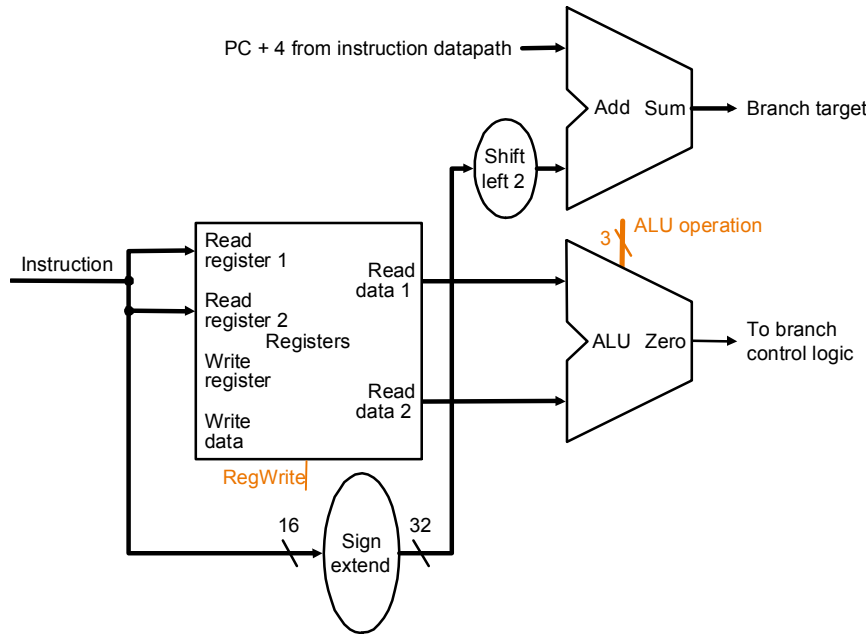 PC + 4 from instruction datapath
Add Sum
Branch target
Shift
left 2
ALU operation
3
Instruction
Read
register 1
Read
data 1
Read
register 2
Registers
Write
register
Read
data 2
Write
data
RegWrite
ALU Zero
To branch
control logic
16
Sign
extend
32